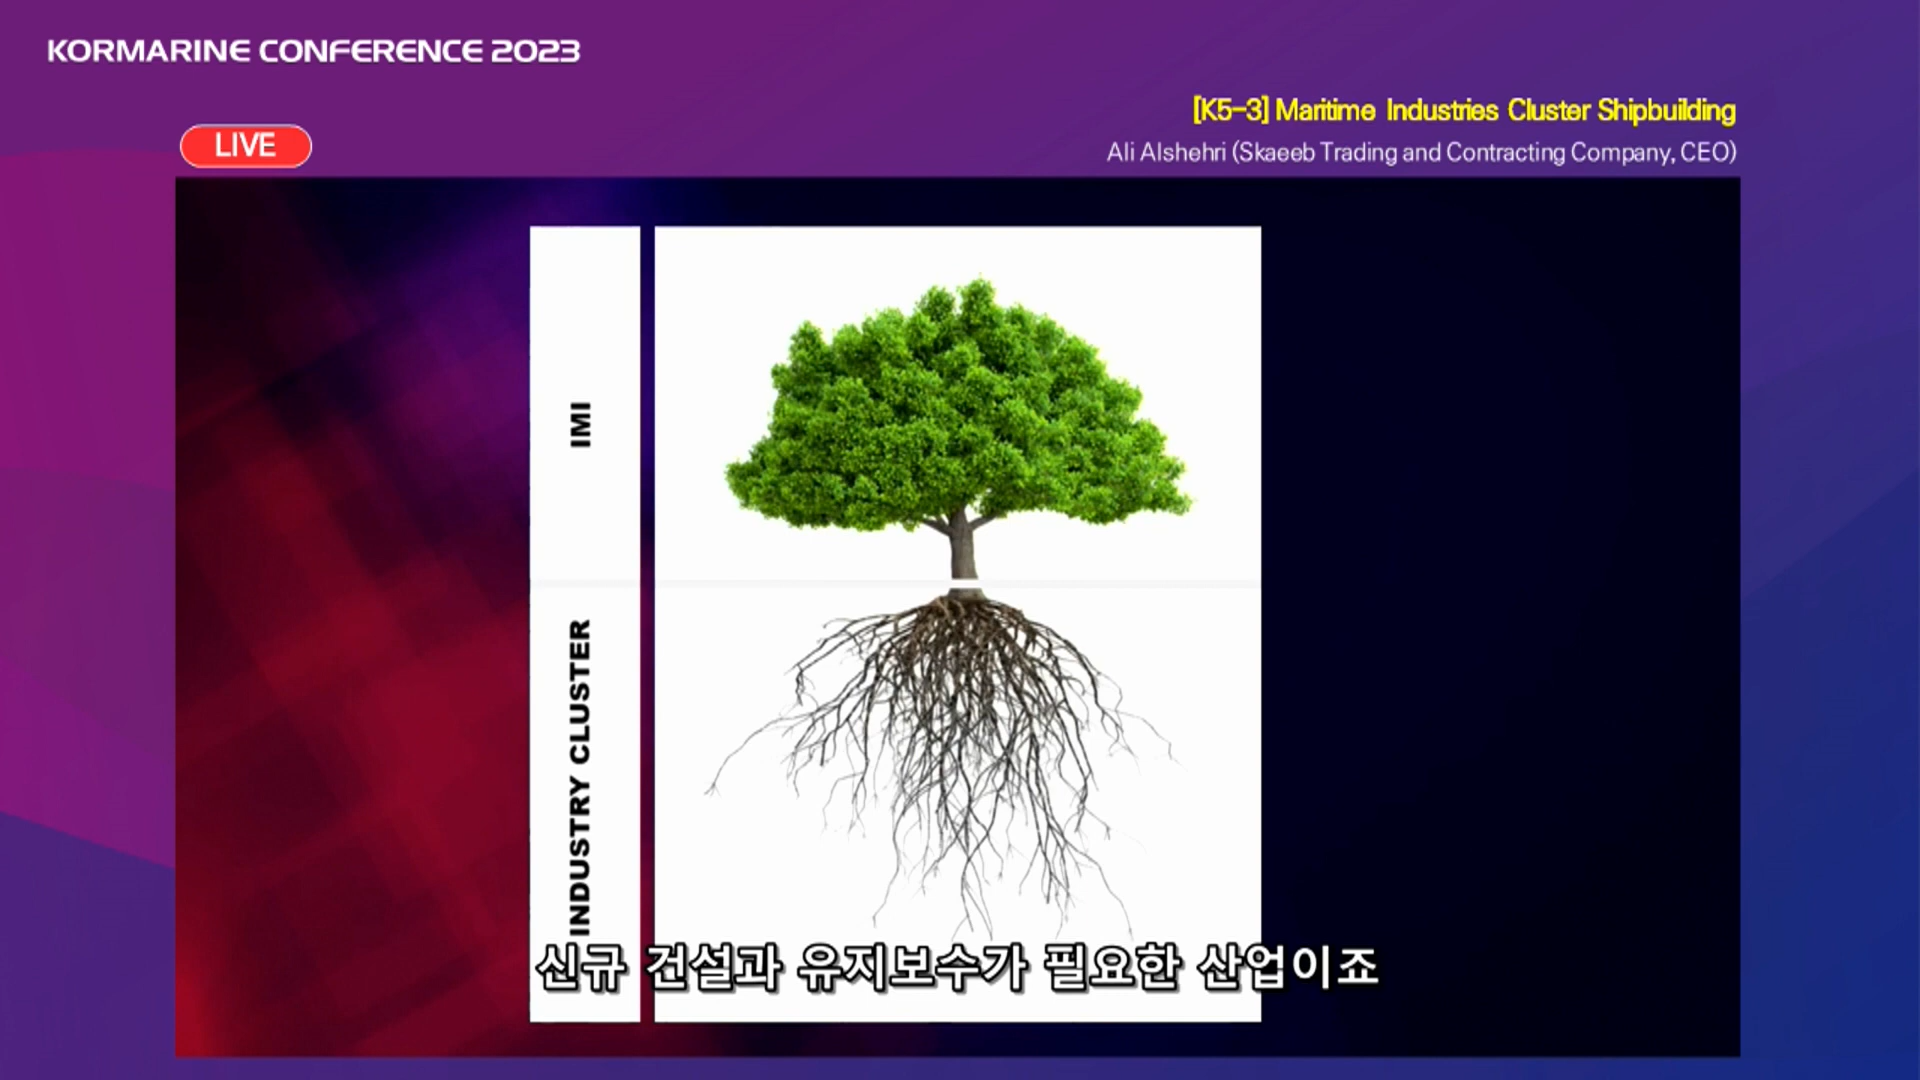 KORMARINE CONFERENCE 2023
[K5-3] Maritime Industries Cluster Shipbuilding
LIVE
Ali Alshehri (Skaeeb Trading and Contracting Company, CEO)
IMI
INDUSTRY CLUSTER
신규 건설과 유지보수가 필요한 산업이죠